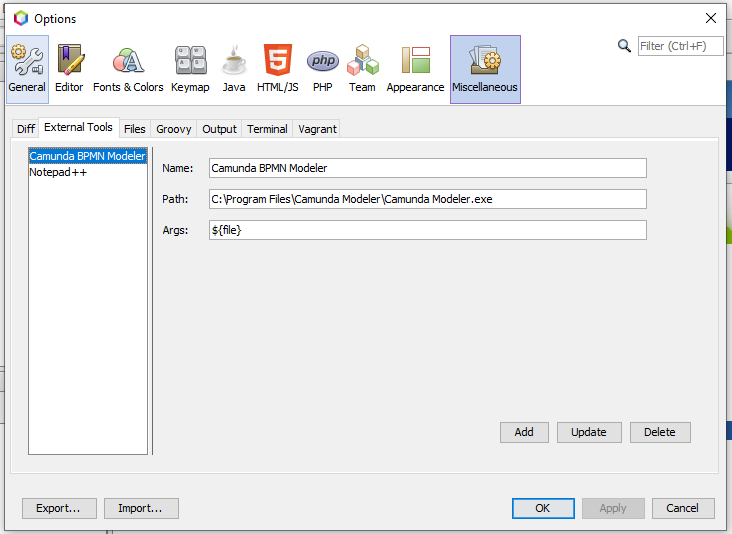 Options
Filter (Ctrl+F)
General Editor Fonts & Colors Keymap Java HTML/JS PHP Team Appearance Miscellaneous
Diff External Tools Files Groovy Output Terminal Vagrant
Camunda BPMN Modeler
Notepad++
Name: Camunda BPMN Modeler
Path: C:\Program Files\Camunda Modeler\Camunda Modeler.exe
Args: ${file}
Add Update Delete
Export... Import... OK Apply Cancel